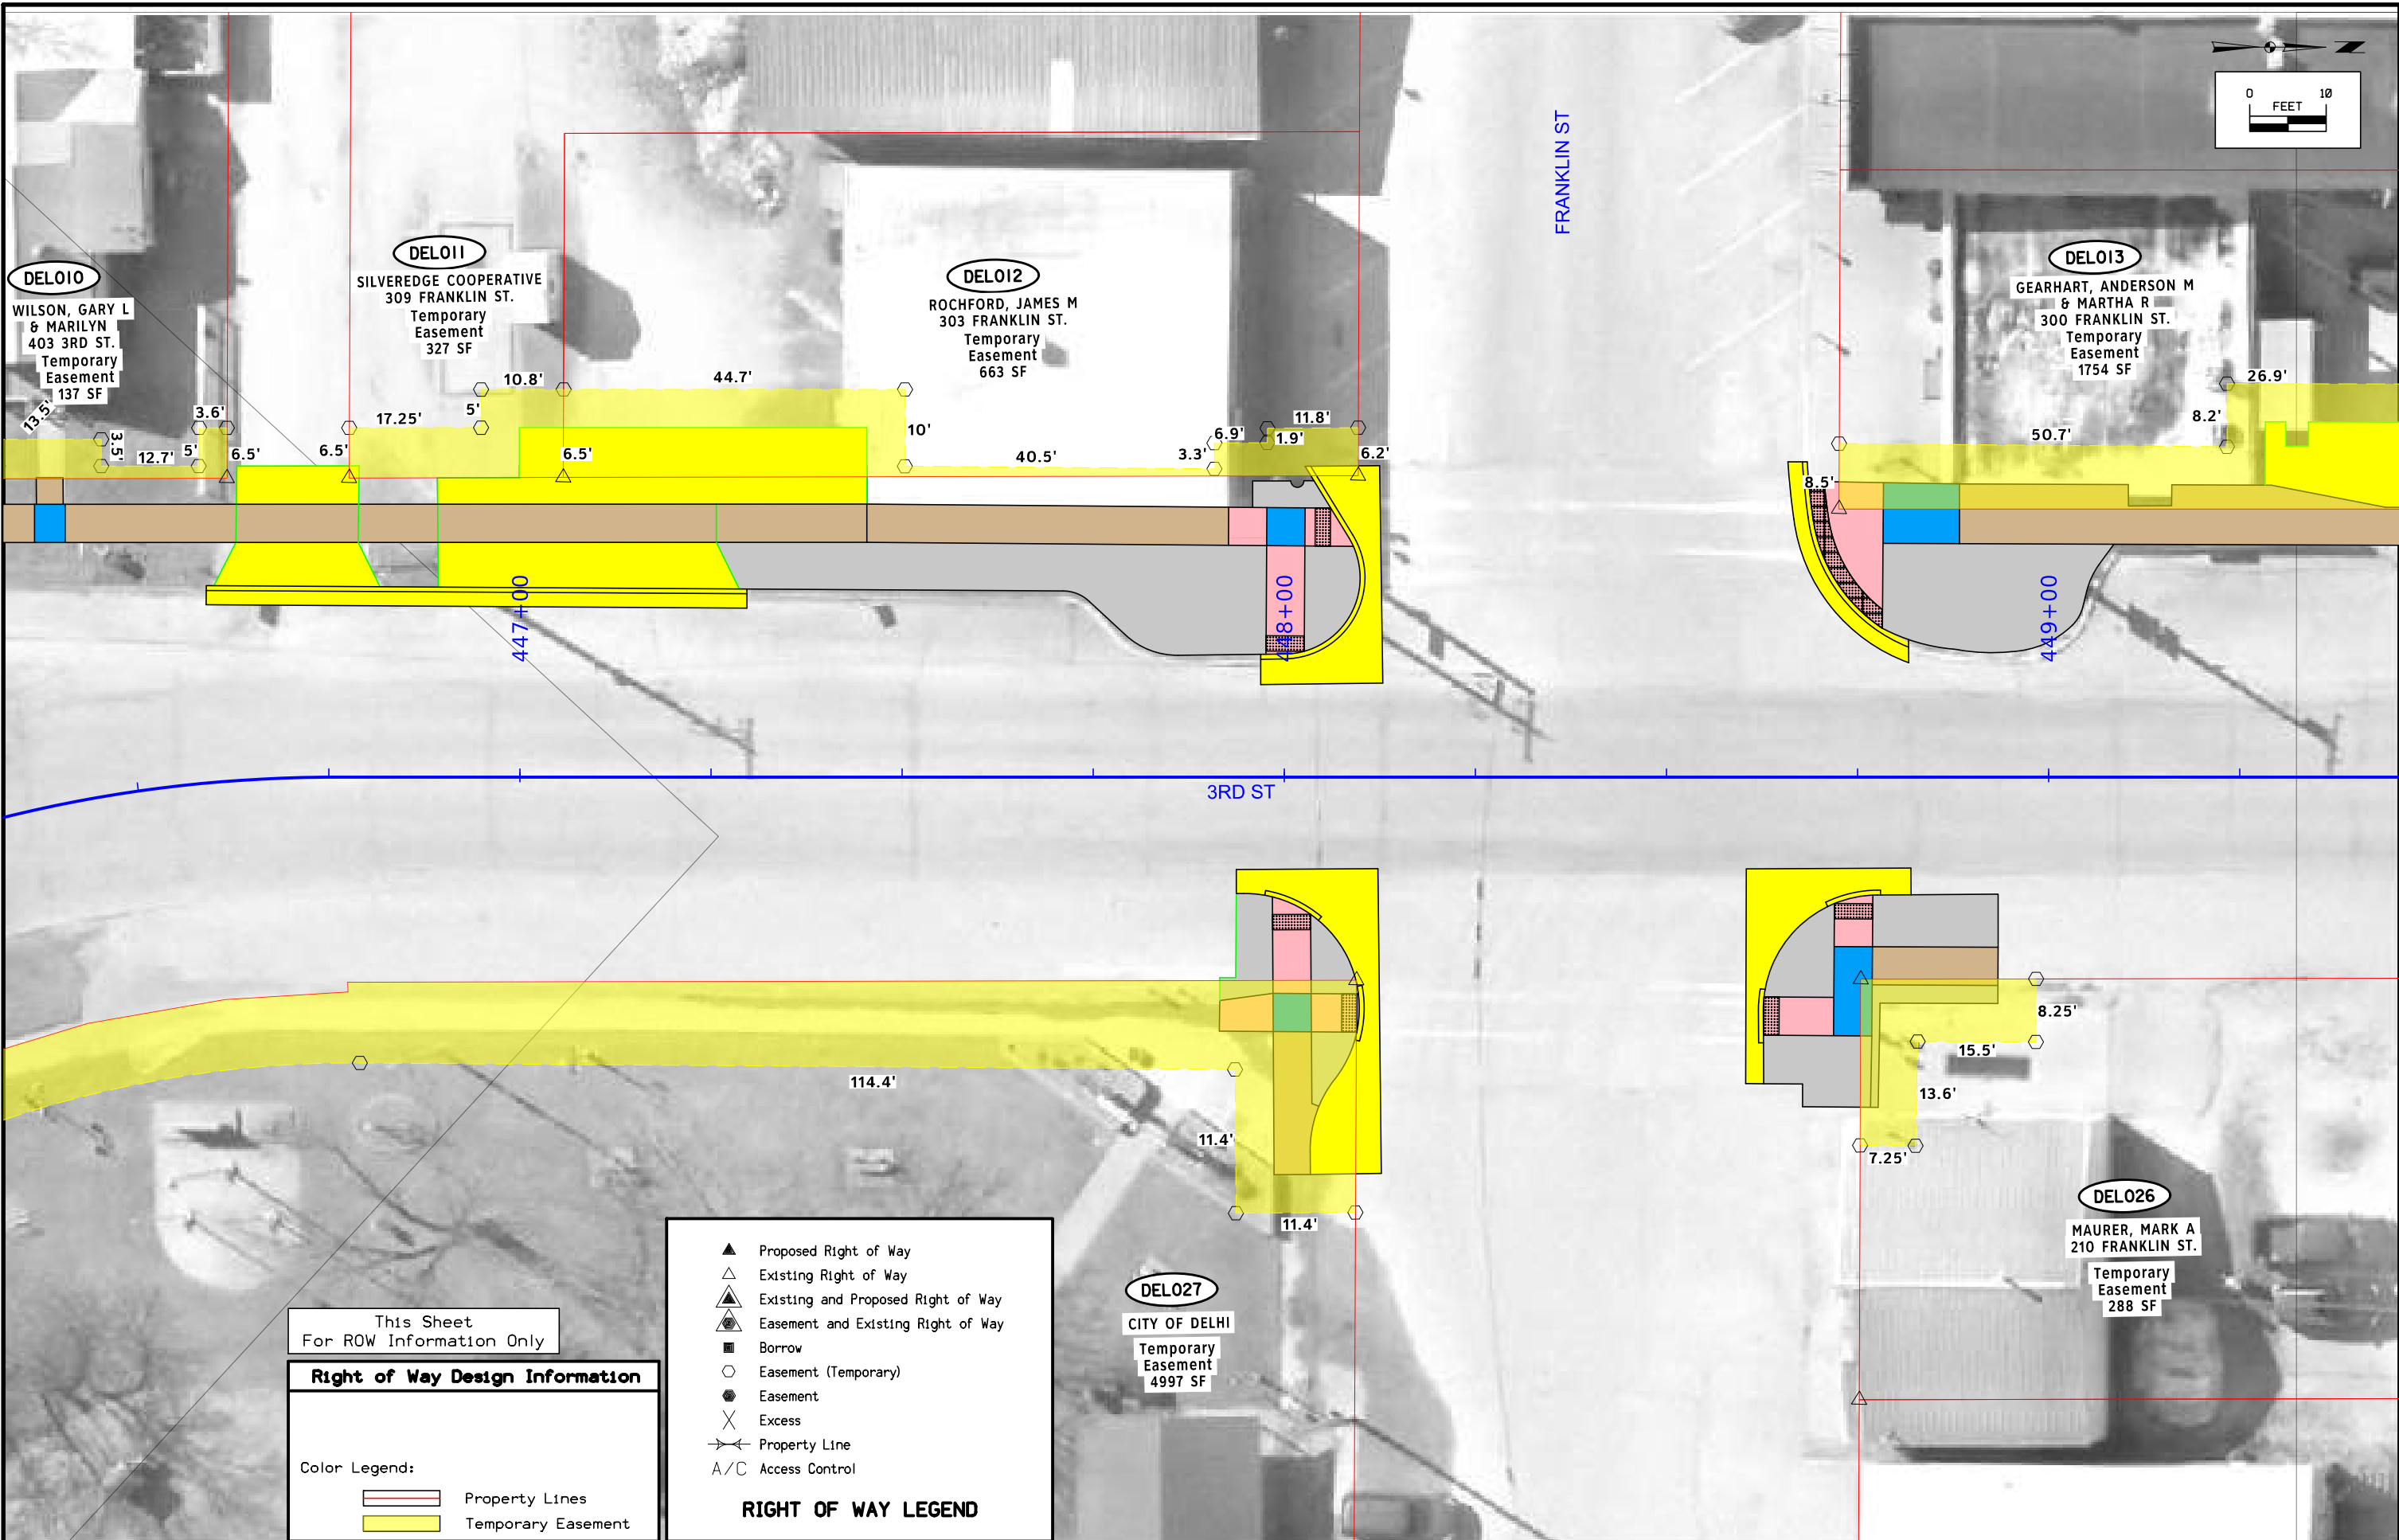 0 10
FEET
FRANKLIN ST
DEL010
WILSON, GARY L
& MARILYN
403 3RD ST.
Temporary
Easement
137 SF
DEL011
SILVEREDGE COOPERATIVE
309 FRANKLIN ST.
Temporary
Easement
327 SF
DEL012
ROCHFORD, JAMES M
303 FRANKLIN ST.
Temporary
Easement
663 SF
DEL013
GEARHART, ANDERSON M
& MARTHA R
300 FRANKLIN ST.
Temporary
Easement
1754 SF
13.5'
3.5'
12.7'
3.6'
5'
6.5'
6.5'
17.25'
5'
10.8'
6.5'
44.7'
10'
40.5'
3.3'
6.9'
1.9'
11.8'
6.2'
8.5'
50.7'
8.2'
26.9'
447+00
448+00
449+00
3RD ST
114.4'
11.4'
11.4'
8.25'
15.5'
13.6'
7.25'
DEL026
MAURER, MARK A
210 FRANKLIN ST.
Temporary
Easement
288 SF
DEL027
CITY OF DELHI
Temporary
Easement
4997 SF
This Sheet
For ROW Information Only
Right of Way Design Information
Color Legend:
Property Lines
Temporary Easement
Proposed Right of Way
Existing Right of Way
Existing and Proposed Right of Way
Easement and Existing Right of Way
Borrow
Easement (Temporary)
Easement
Excess
Property Line
A/C Access Control
RIGHT OF WAY LEGEND